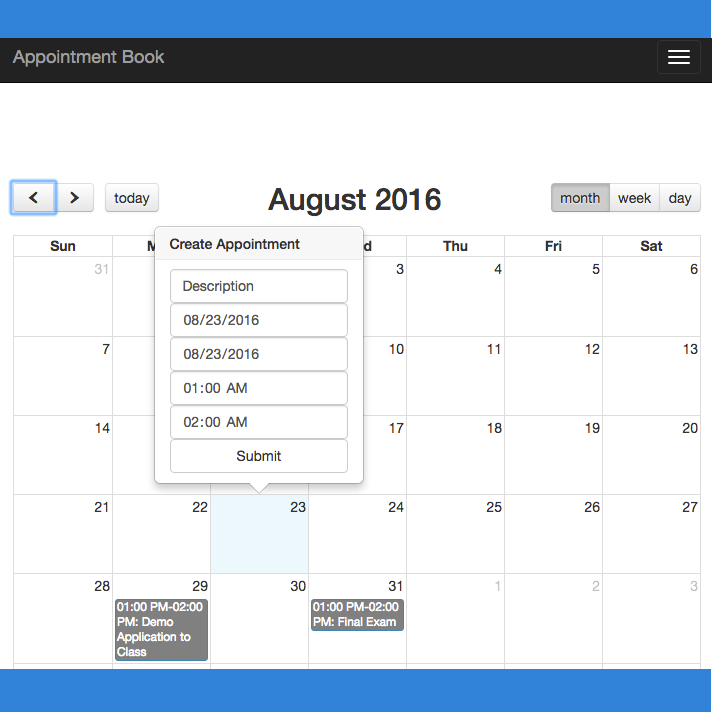 Appointment Book
today
August 2016
month week day
Sun M d Thu Fri Sat
Create Appointment
Description
08/23/2016
08/23/2016
01:00 AM
02:00 AM
Submit
31 3 4 5 6
7 10 11 12 13
14 17 18 19 20
21 22 23 24 25 26 27
28 29 30 31 1 2 3
01:00 PM-02:00
PM: Demo
Application to
Class
01:00 PM-02:00
PM: Final Exam